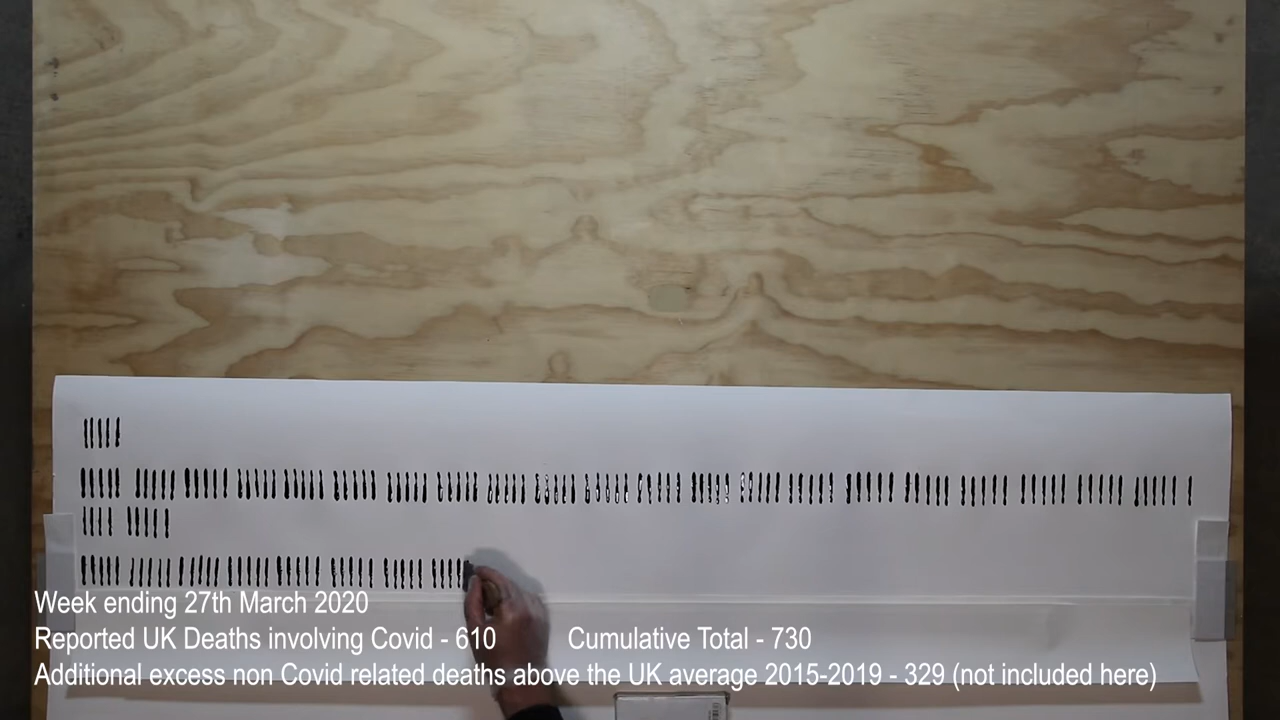 Week ending 27th March 2020
Reported UK Deaths involving Covid - 610 Cumulative Total - 730
Additional excess non Covid related deaths above the UK average 2015-2019 - 329 (not included here)